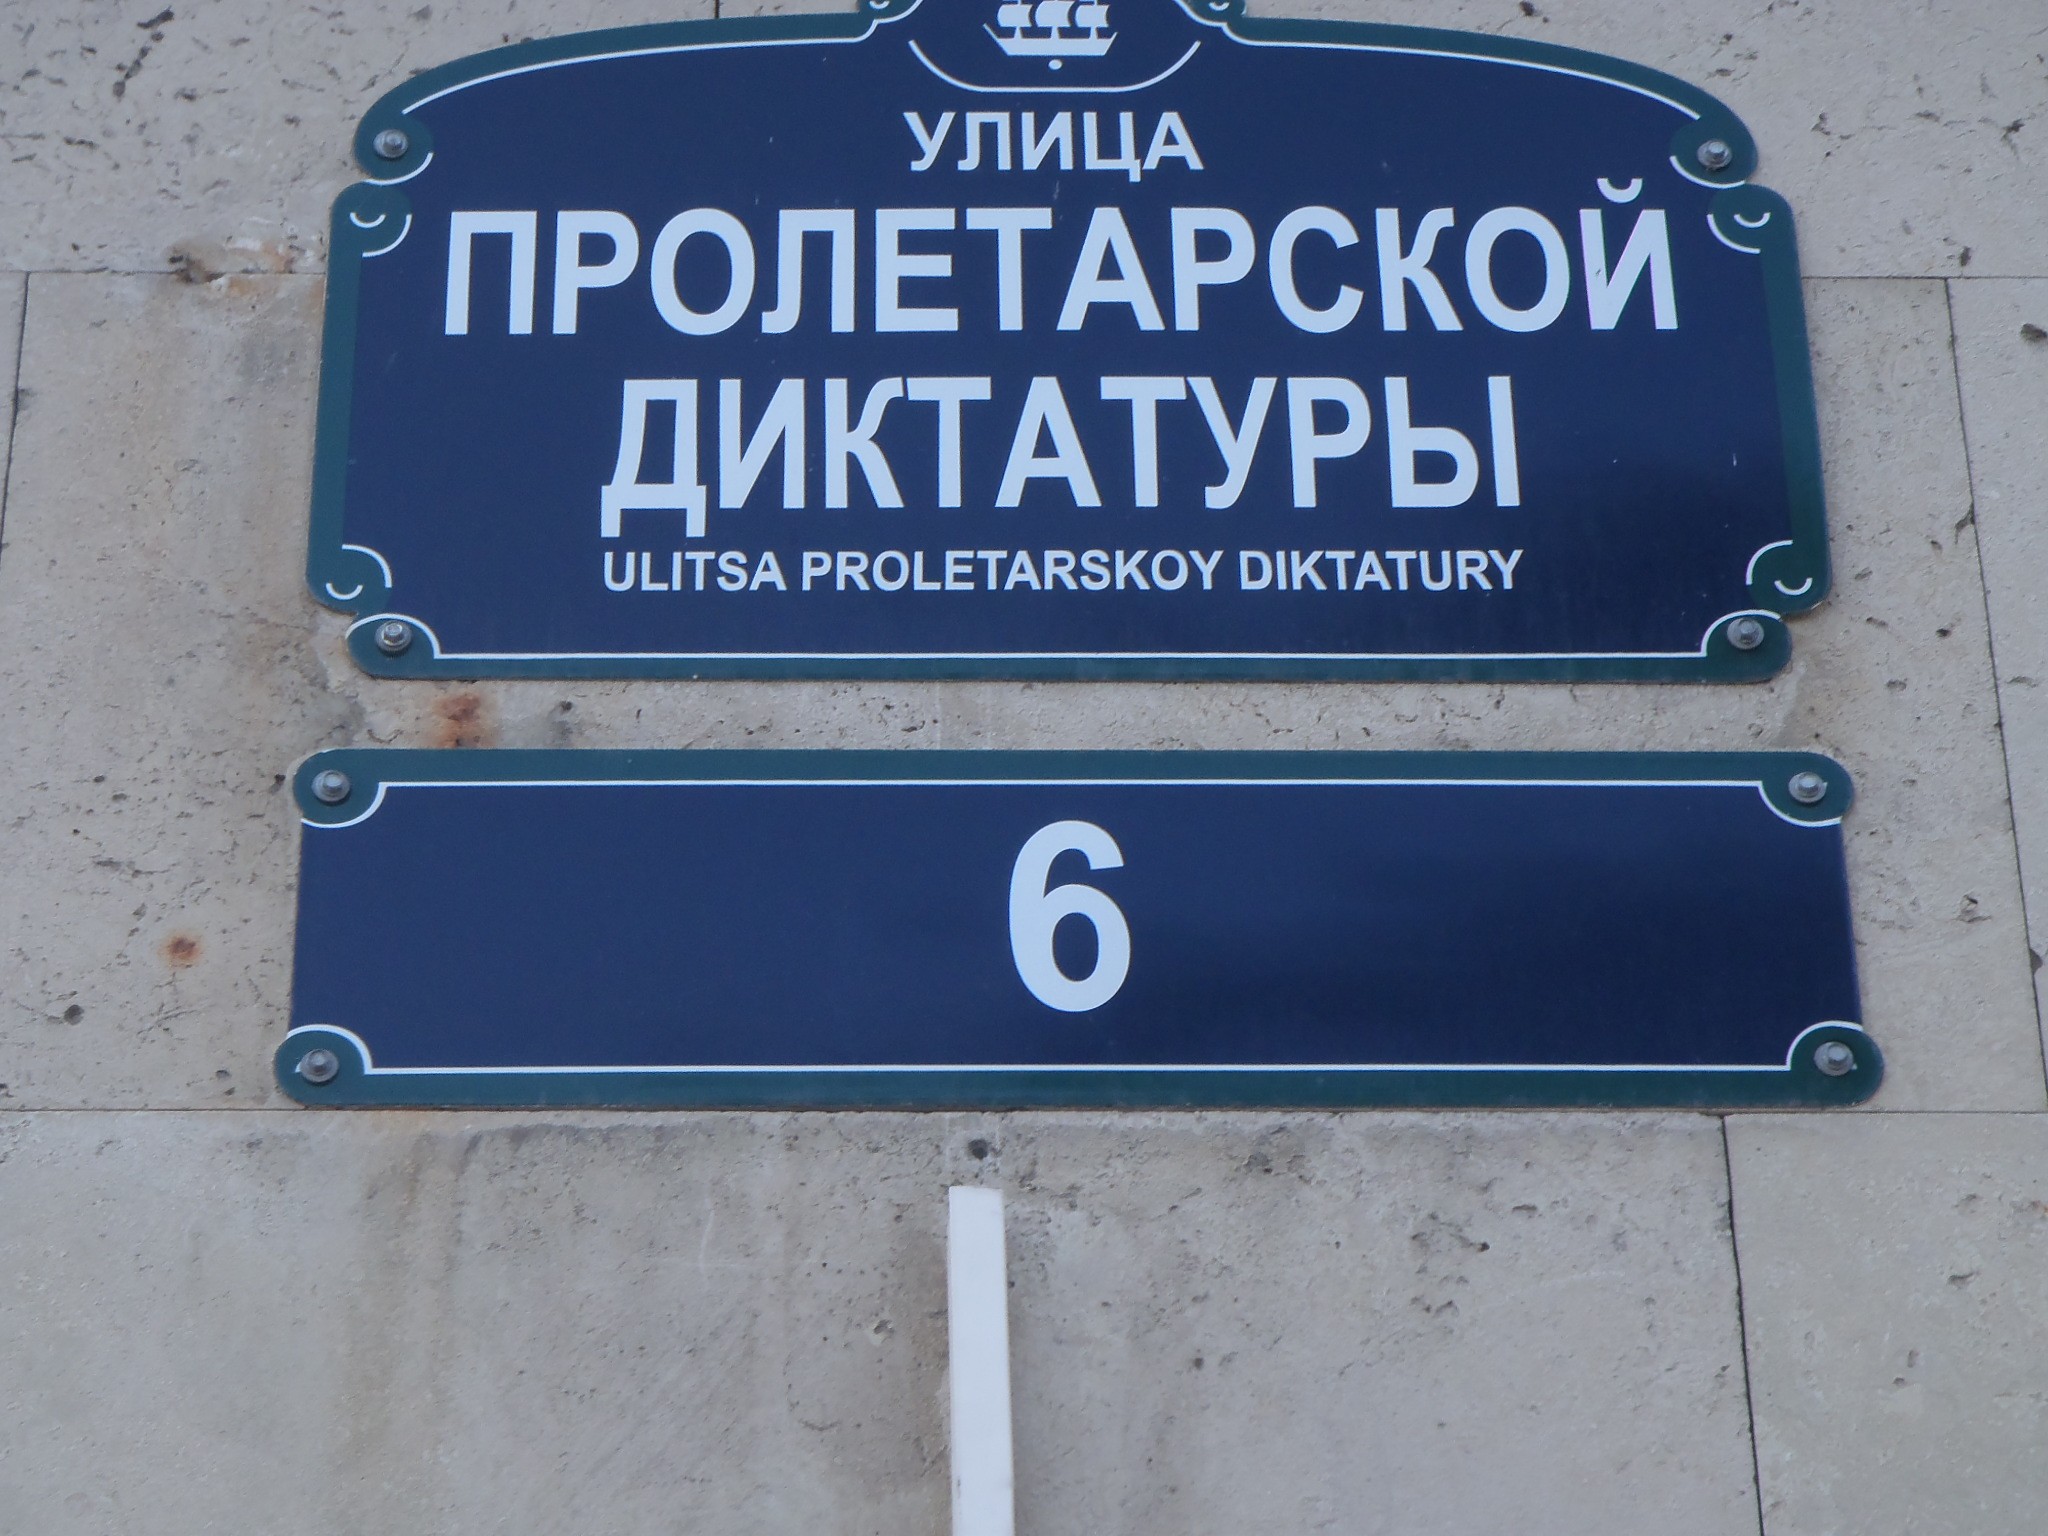 УЛИЦА
ПРОЛЕТАРСКОЙ
ДИКТАТУРЫ
ULITSA PROLETARSKOY DIKTATURY
6